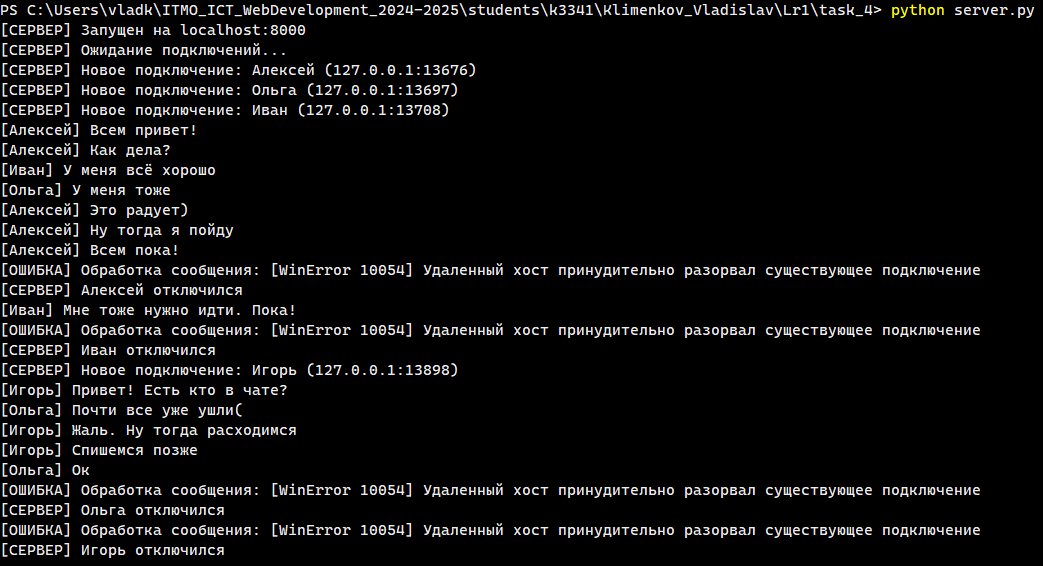 PS C:\Users\vladk\ITMO_ICT_WebDevelopment_2024-2025\students\k3341\Klimenkov_Vladislav\Lr1\task_4> python server.py
[СЕРВЕР] Запущен на localhost:8000
[СЕРВЕР] Ожидание подключений...
[СЕРВЕР] Новое подключение: Алексей (127.0.0.1:13676)
[СЕРВЕР] Новое подключение: Ольга (127.0.0.1:13697)
[СЕРВЕР] Новое подключение: Иван (127.0.0.1:13708)
[Алексей] Всем привет!
[Алексей] Как дела?
[Иван] У меня всё хорошо
[Ольга] У меня тоже
[Алексей] Это радует)
[Алексей] Ну тогда я пойду
[Алексей] Всем пока!
[ОШИБКА] Обработка сообщения: [WinError 10054] Удаленный хост принудительно разорвал существующее подключение
[СЕРВЕР] Алексей отключился
[Иван] Мне тоже нужно идти. Пока!
[ОШИБКА] Обработка сообщения: [WinError 10054] Удаленный хост принудительно разорвал существующее подключение
[СЕРВЕР] Иван отключился
[СЕРВЕР] Новое подключение: Игорь (127.0.0.1:13898)
[Игорь] Привет! Есть кто в чате?
[Ольга] Почти все уже ушли(
[Игорь] Жаль. Ну тогда расходимся
[Игорь] Спишемся позже
[Ольга] Ок
[ОШИБКА] Обработка сообщения: [WinError 10054] Удаленный хост принудительно разорвал существующее подключение
[СЕРВЕР] Ольга отключился
[ОШИБКА] Обработка сообщения: [WinError 10054] Удаленный хост принудительно разорвал существующее подключение
[СЕРВЕР] Игорь отключился